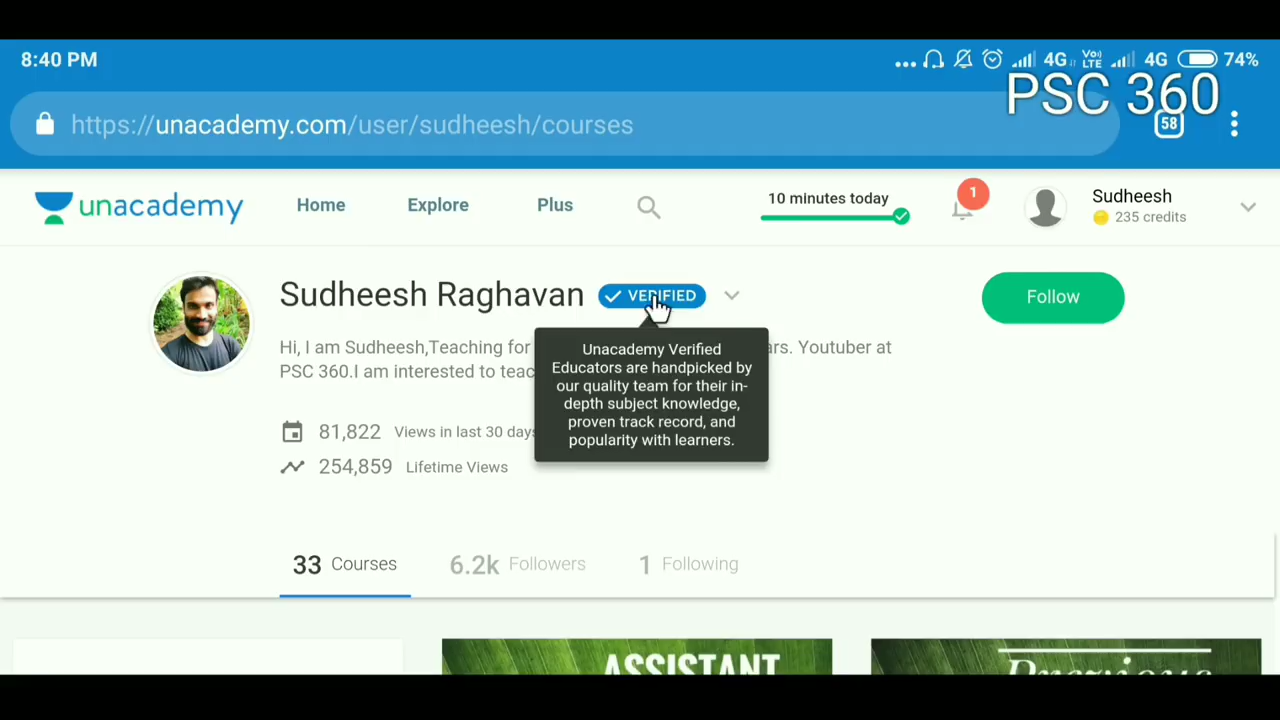 8:40 PM 4G Vo) LTE 4G 74%
PSC 360
https://unacademy.com/user/sudheesh/courses 58
unacademy Home Explore Plus 10 minutes today 1 Sudheesh
235 credits
Sudheesh Raghavan VERIFIED Follow
Hi, I am Sudheesh,Teaching for ars. Youtuber at
PSC 360.I am interested to teac
Unacademy Verified
Educators are handpicked by
our quality team for their in-
depth subject knowledge,
proven track record, and
popularity with learners.
81,822 Views in last 30 days
254,859 Lifetime Views
33 Courses 6.2k Followers 1 Following
ASSISTANT
Previous